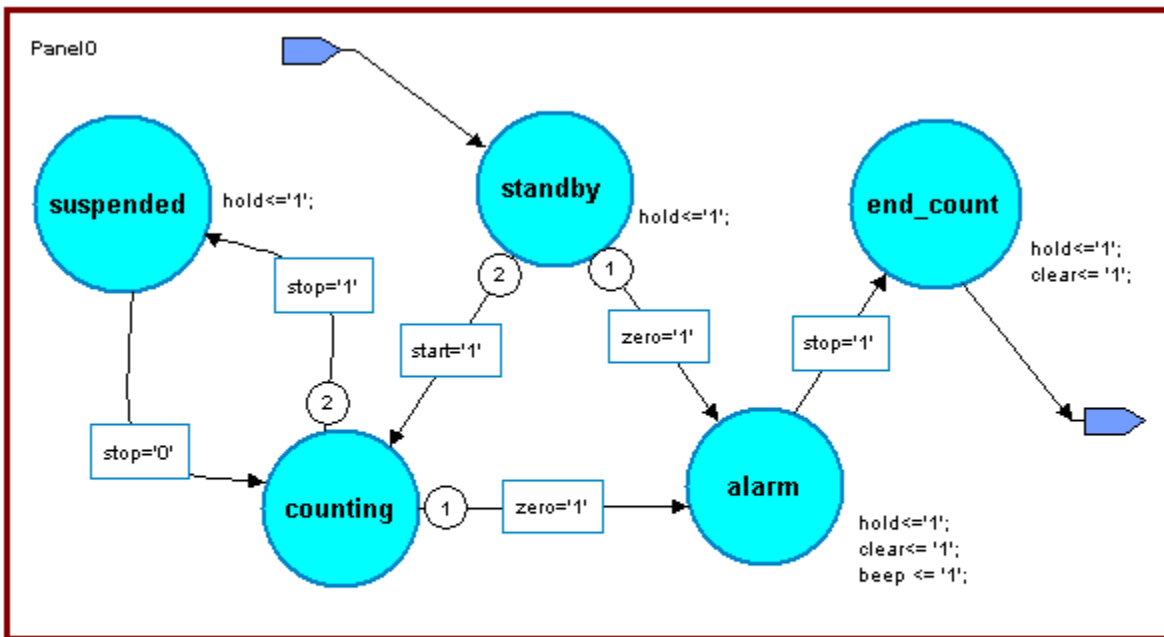 Panel0
suspended
hold<='1';
standby
hold<='1';
end_count
hold<='1';
clear<= '1';
2
1
stop='1'
start='1'
zero='1'
stop='1'
2
stop='0'
counting
1
zero='1'
alarm
hold<='1';
clear<= '1';
beep <= '1';